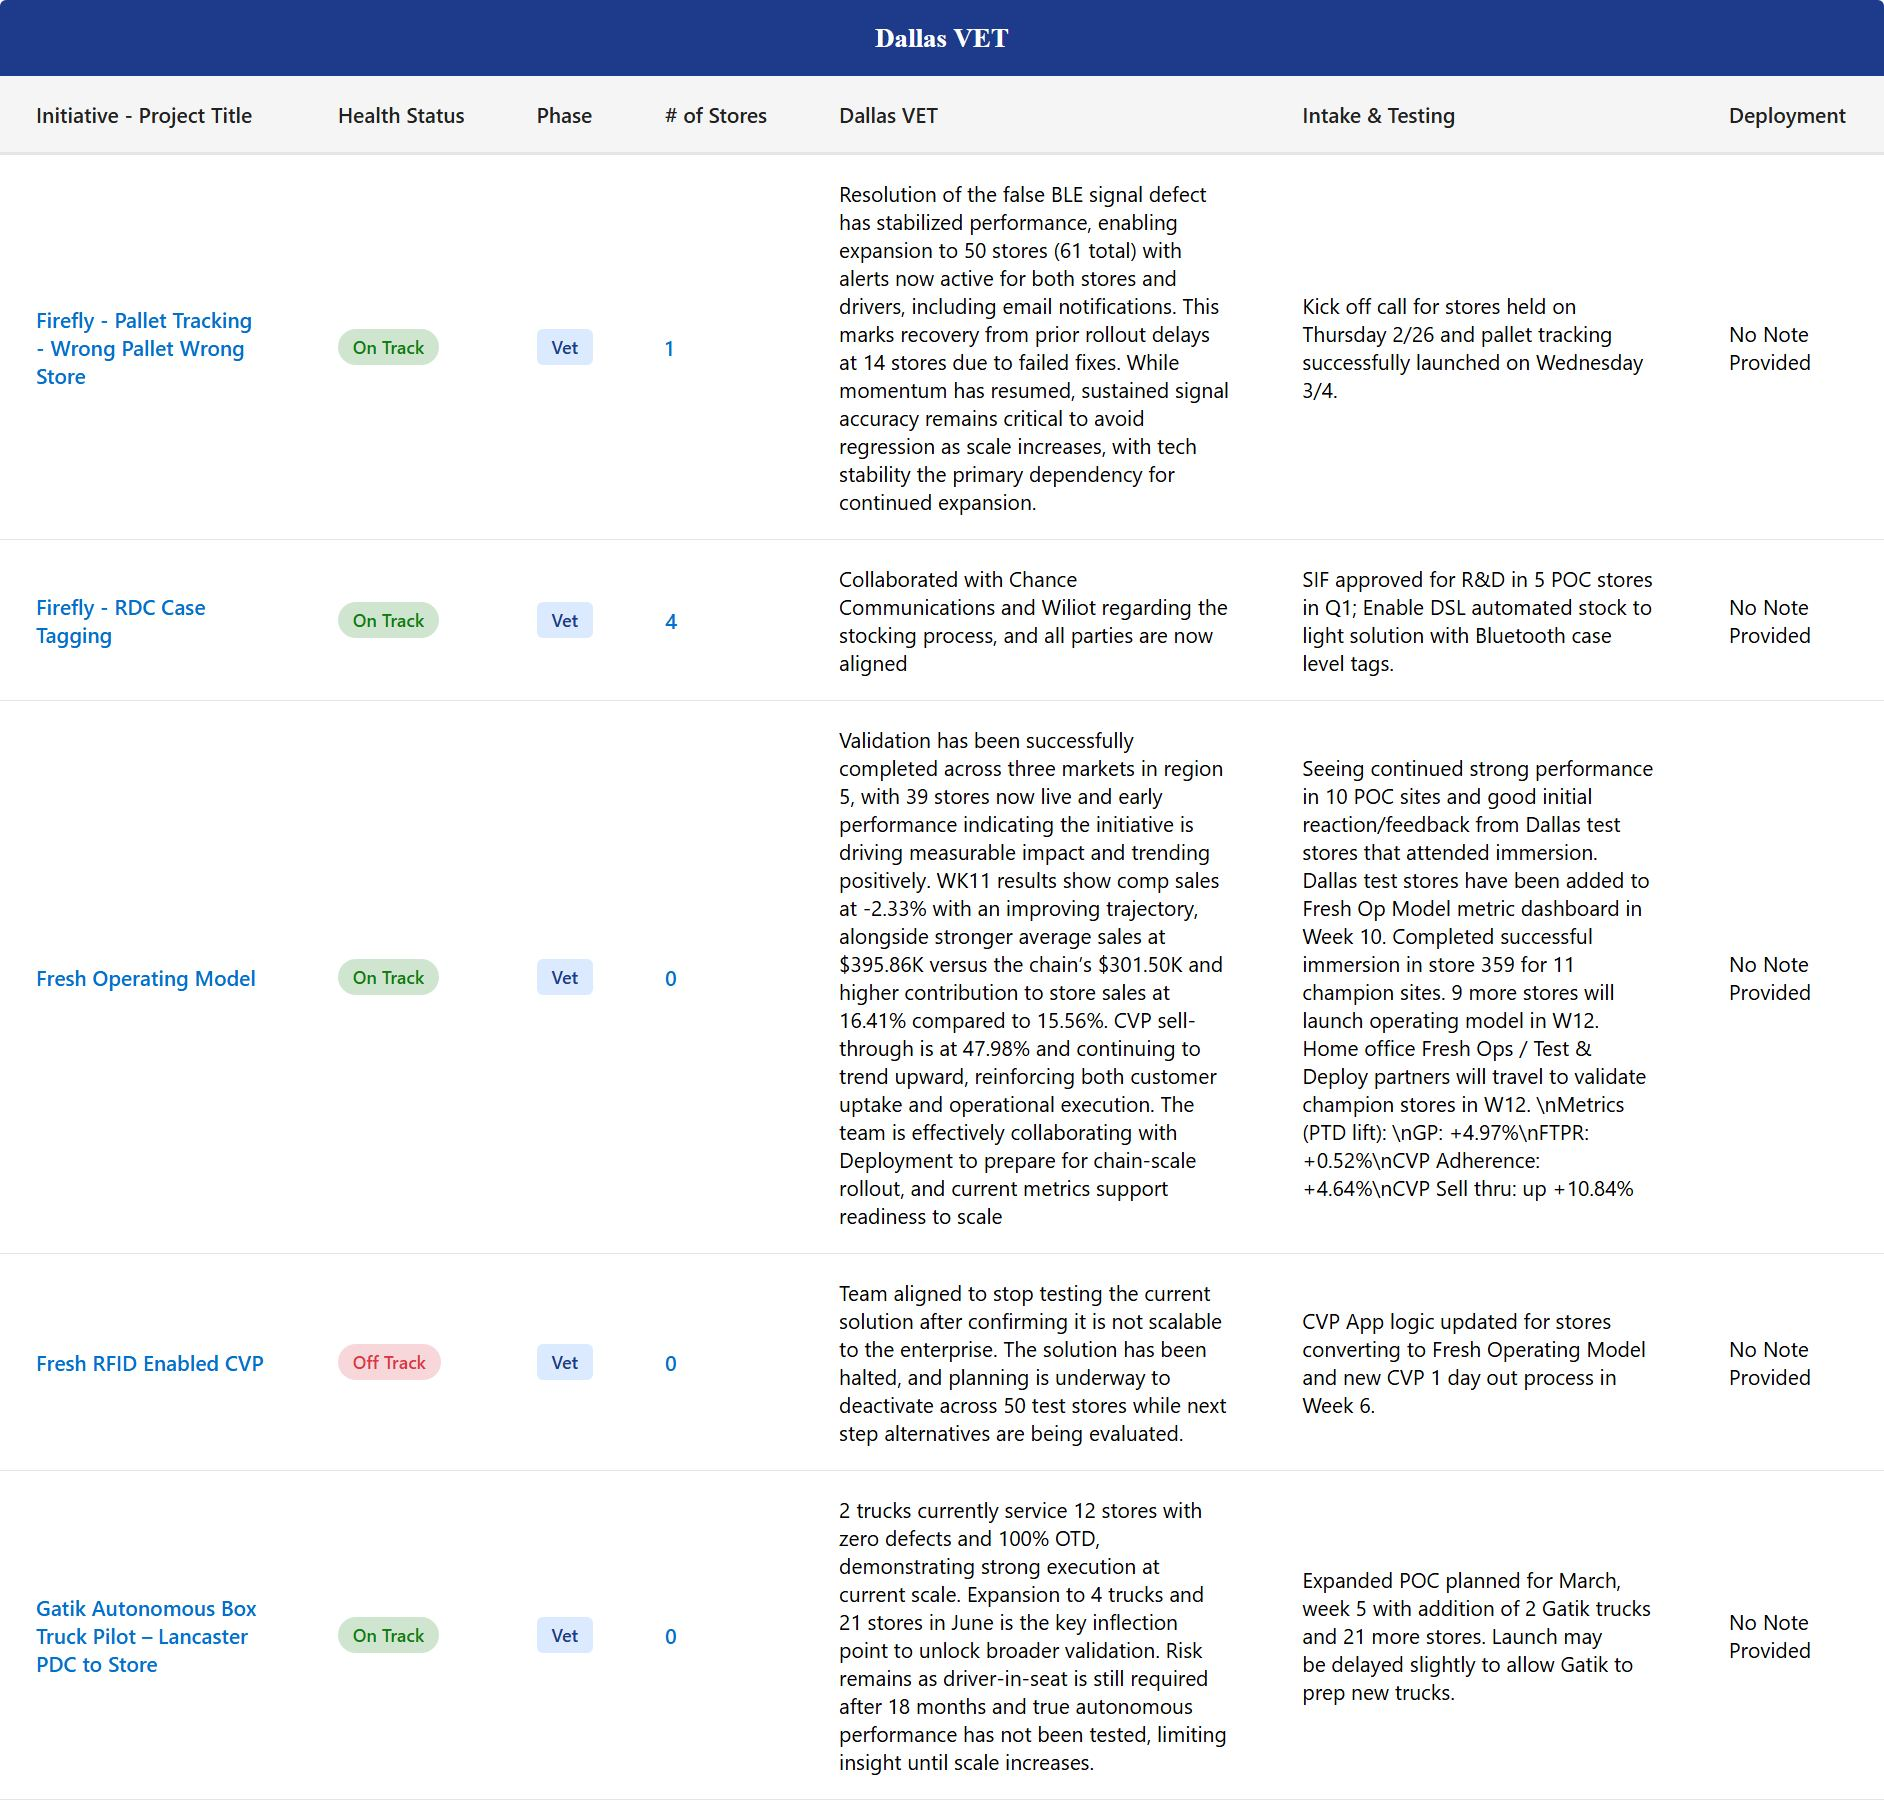 Dallas VET
Initiative - Project Title
Health Status
Phase
# of Stores
Dallas VET
Intake & Testing
Deployment
Firefly - Pallet Tracking
- Wrong Pallet Wrong
Store
On Track
Vet
1
Resolution of the false BLE signal defect
has stabilized performance, enabling
expansion to 50 stores (61 total) with
alerts now active for both stores and
drivers, including email notifications. This
marks recovery from prior rollout delays
at 14 stores due to failed fixes. While
momentum has resumed, sustained signal
accuracy remains critical to avoid
regression as scale increases, with tech
stability the primary dependency for
continued expansion.
Kick off call for stores held on
Thursday 2/26 and pallet tracking
successfully launched on Wednesday
3/4.
No Note
Provided
Firefly - RDC Case
Tagging
On Track
Vet
4
Collaborated with Chance
Communications and Wiliot regarding the
stocking process, and all parties are now
aligned
SIF approved for R&D in 5 POC stores
in Q1; Enable DSL automated stock to
light solution with Bluetooth case
level tags.
No Note
Provided
Fresh Operating Model
On Track
Vet
0
Validation has been successfully
completed across three markets in region
5, with 39 stores now live and early
performance indicating the initiative is
driving measurable impact and trending
positively. WK11 results show comp sales
at -2.33% with an improving trajectory,
alongside stronger average sales at
$395.86K versus the chain’s $301.50K and
higher contribution to store sales at
16.41% compared to 15.56%. CVP sell-
through is at 47.98% and continuing to
trend upward, reinforcing both customer
uptake and operational execution. The
team is effectively collaborating with
Deployment to prepare for chain-scale
rollout, and current metrics support
readiness to scale
Seeing continued strong performance
in 10 POC sites and good initial
reaction/feedback from Dallas test
stores that attended immersion.
Dallas test stores have been added to
Fresh Op Model metric dashboard in
Week 10. Completed successful
immersion in store 359 for 11
champion sites. 9 more stores will
launch operating model in W12.
Home office Fresh Ops / Test &
Deploy partners will travel to validate
champion stores in W12. \nMetrics
(PTD lift): \nGP: +4.97%\nFTPR:
+0.52%\nCVP Adherence:
+4.64%\nCVP Sell thru: up +10.84%
No Note
Provided
Fresh RFID Enabled CVP
Off Track
Vet
0
Team aligned to stop testing the current
solution after confirming it is not scalable
to the enterprise. The solution has been
halted, and planning is underway to
deactivate across 50 test stores while next
step alternatives are being evaluated.
CVP App logic updated for stores
converting to Fresh Operating Model
and new CVP 1 day out process in
Week 6.
No Note
Provided
Gatik Autonomous Box
Truck Pilot – Lancaster
PDC to Store
On Track
Vet
0
2 trucks currently service 12 stores with
zero defects and 100% OTD,
demonstrating strong execution at
current scale. Expansion to 4 trucks and
21 stores in June is the key inflection
point to unlock broader validation. Risk
remains as driver-in-seat is still required
after 18 months and true autonomous
performance has not been tested, limiting
insight until scale increases.
Expanded POC planned for March,
week 5 with addition of 2 Gatik trucks
and 21 more stores. Launch may
be delayed slightly to allow Gatik to
prep new trucks.
No Note
Provided